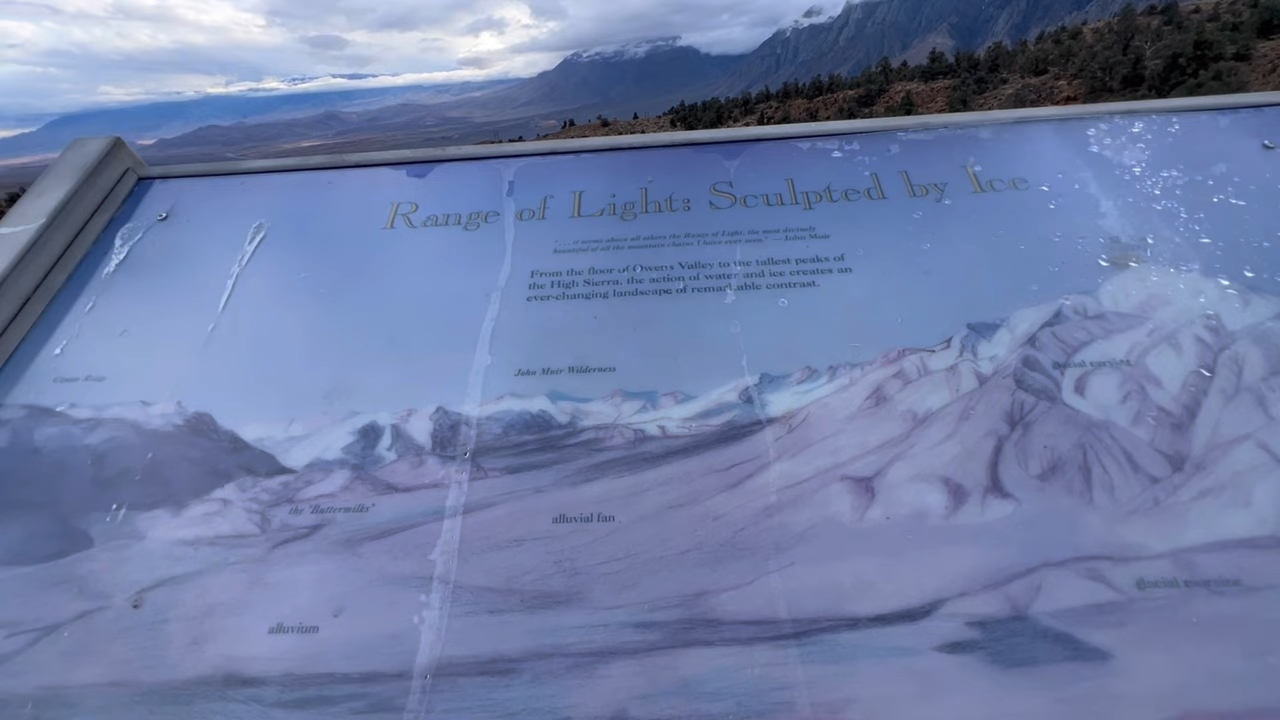 Range of Light: Sculpted by Ice
". . . it seems above all others the Range of Light, the most divinely
beautiful of all the mountain chains I have ever seen." —John Muir
From the floor of Owens Valley to the tallest peaks of
the High Sierra, the action of water and ice creates an
ever-changing landscape of remarkable contrast.
John Muir Wilderness
glacial
the "Buttermilks"
alluvial fan
glacial
alluvium